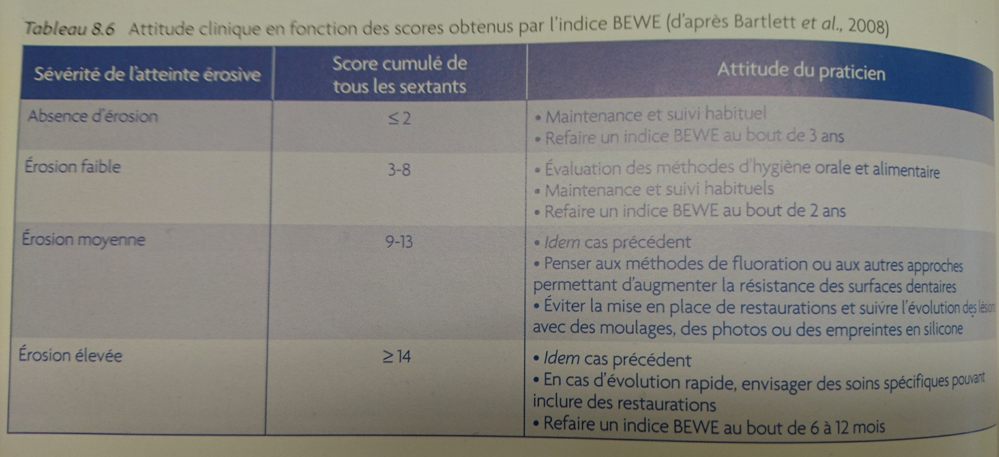 Tableau 8.6 Attitude clinique en fonction des scores obtenus par l'indice BEWE (d'après Bartlett et al., 2008)
Sévérité de l'atteinte érosive
Score cumulé de
tous les sextants
Attitude du praticien
Absence d'érosion
≤ 2
• Maintenance et suivi habituel
• Refaire un indice BEWE au bout de 3 ans
Érosion faible
3-8
• Évaluation des méthodes d'hygiène orale et alimentaire
• Maintenance et suivi habituels
• Refaire un indice BEWE au bout de 2 ans
Érosion moyenne
9-13
• Idem cas précédent
• Penser aux méthodes de fluoration ou aux autres approches
permettant d'augmenter la résistance des surfaces dentaires
• Éviter la mise en place de restaurations et suivre l'évolution des lésions
avec des moulages, des photos ou des empreintes en silicone
Érosion élevée
≥ 14
• Idem cas précédent
• En cas d'évolution rapide, envisager des soins spécifiques pouvant
inclure des restaurations
• Refaire un indice BEWE au bout de 6 à 12 mois